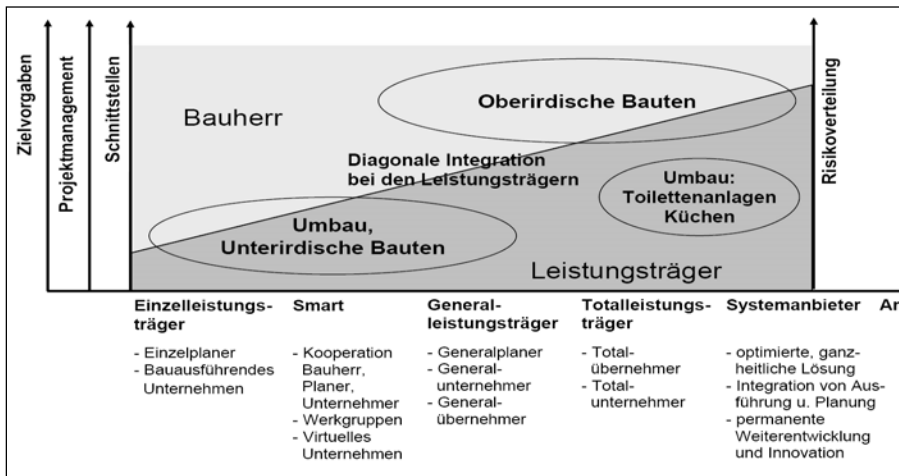 Zielvorgaben
Projektmanagement
Schnittstellen
Bauherr
Oberirdische Bauten
Diagonale Integration
bei den Leistungsträgern
Umbau:
Toilettenanlagen
Küchen
Umbau,
Unterirdische Bauten
Leistungsträger
Risikoverteilung
Einzelleistungs-
träger
- Einzelplaner
- Bauausführendes
Unternehmen
Smart
- Kooperation
Bauherr,
Planer,
Unternehmer
- Werkgruppen
- Virtuelles
Unternehmen
General-
leistungsträger
- Generalplaner
- General-
unternehmer
- General-
übernehmer
Totalleistungs-
träger
- Total-
übernehmer
- Total-
unternehmer
Systemanbieter
- optimierte, ganz-
heitliche Lösung
- Integration von Aus-
führung u. Planung
- permanente
Weiterentwicklung
und Innovation